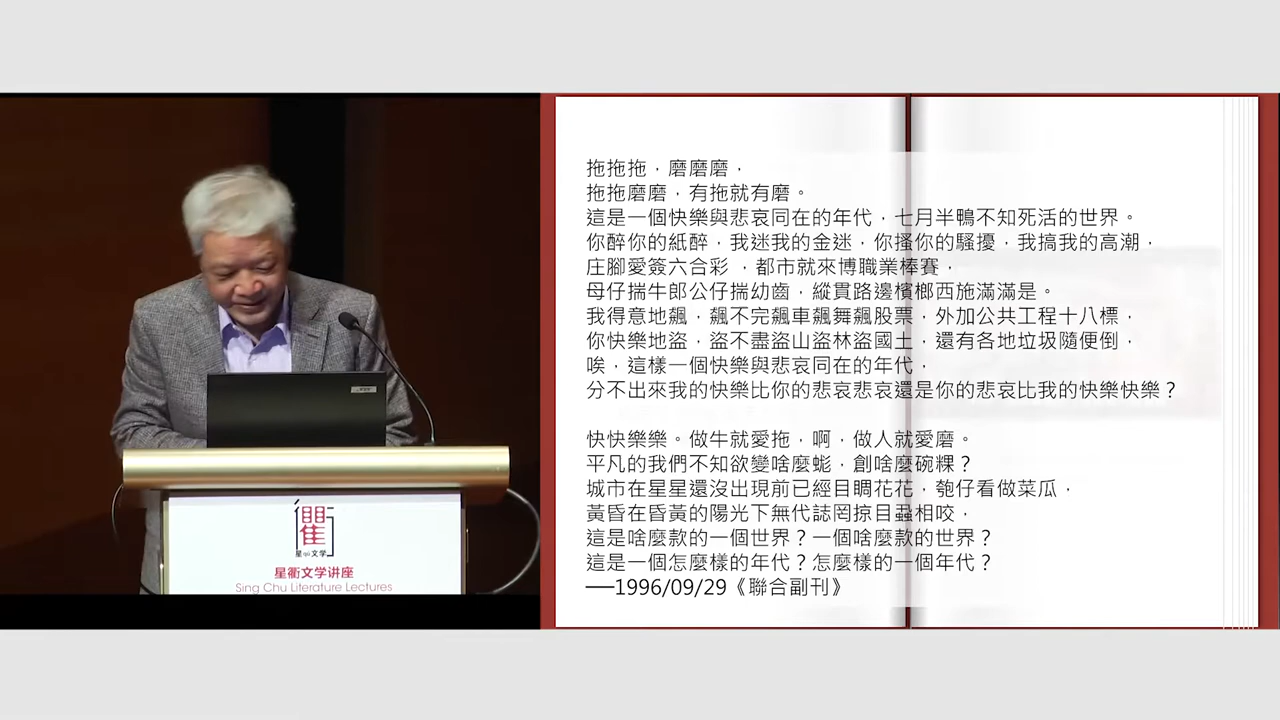 拖拖拖，磨磨磨，
拖拖磨磨，有拖就有磨。
這是一個快樂與悲哀同在的年代，七月半鴨不知死活的世界。
你醉你的紙醉，我迷我的金迷，你搔你的騷擾，我搞我的高潮，
庄腳愛簽六合彩 ，都市就來博職業棒賽，
母仔揣牛郎公仔揣幼齒，縱貫路邊檳榔西施滿滿是。
我得意地飆，飆不完飆車飆舞飆股票，外加公共工程十八標，
你快樂地盜，盜不盡盜山盜林盜國土，還有各地垃圾隨便倒，
唉，這樣一個快樂與悲哀同在的年代，
分不出來我的快樂比你的悲哀悲哀還是你的悲哀比我的快樂快樂？
快快樂樂。做牛就愛拖，啊，做人就愛磨。
平凡的我們不知欲變啥麼蚻，創啥麼碗粿？
城市在星星還沒出現前已經目睭花花，匏仔看做菜瓜，
黃昏在昏黃的陽光下無代誌罔掠目蝨相咬，
這是啥麼款的一個世界？一個啥麼款的世界？
這是一個怎麼樣的年代？怎麼樣的一個年代？
──1996/09/29《聯合副刊》
衢
星qú文学
星衢文学讲座
Sing Chu Literature Lectures